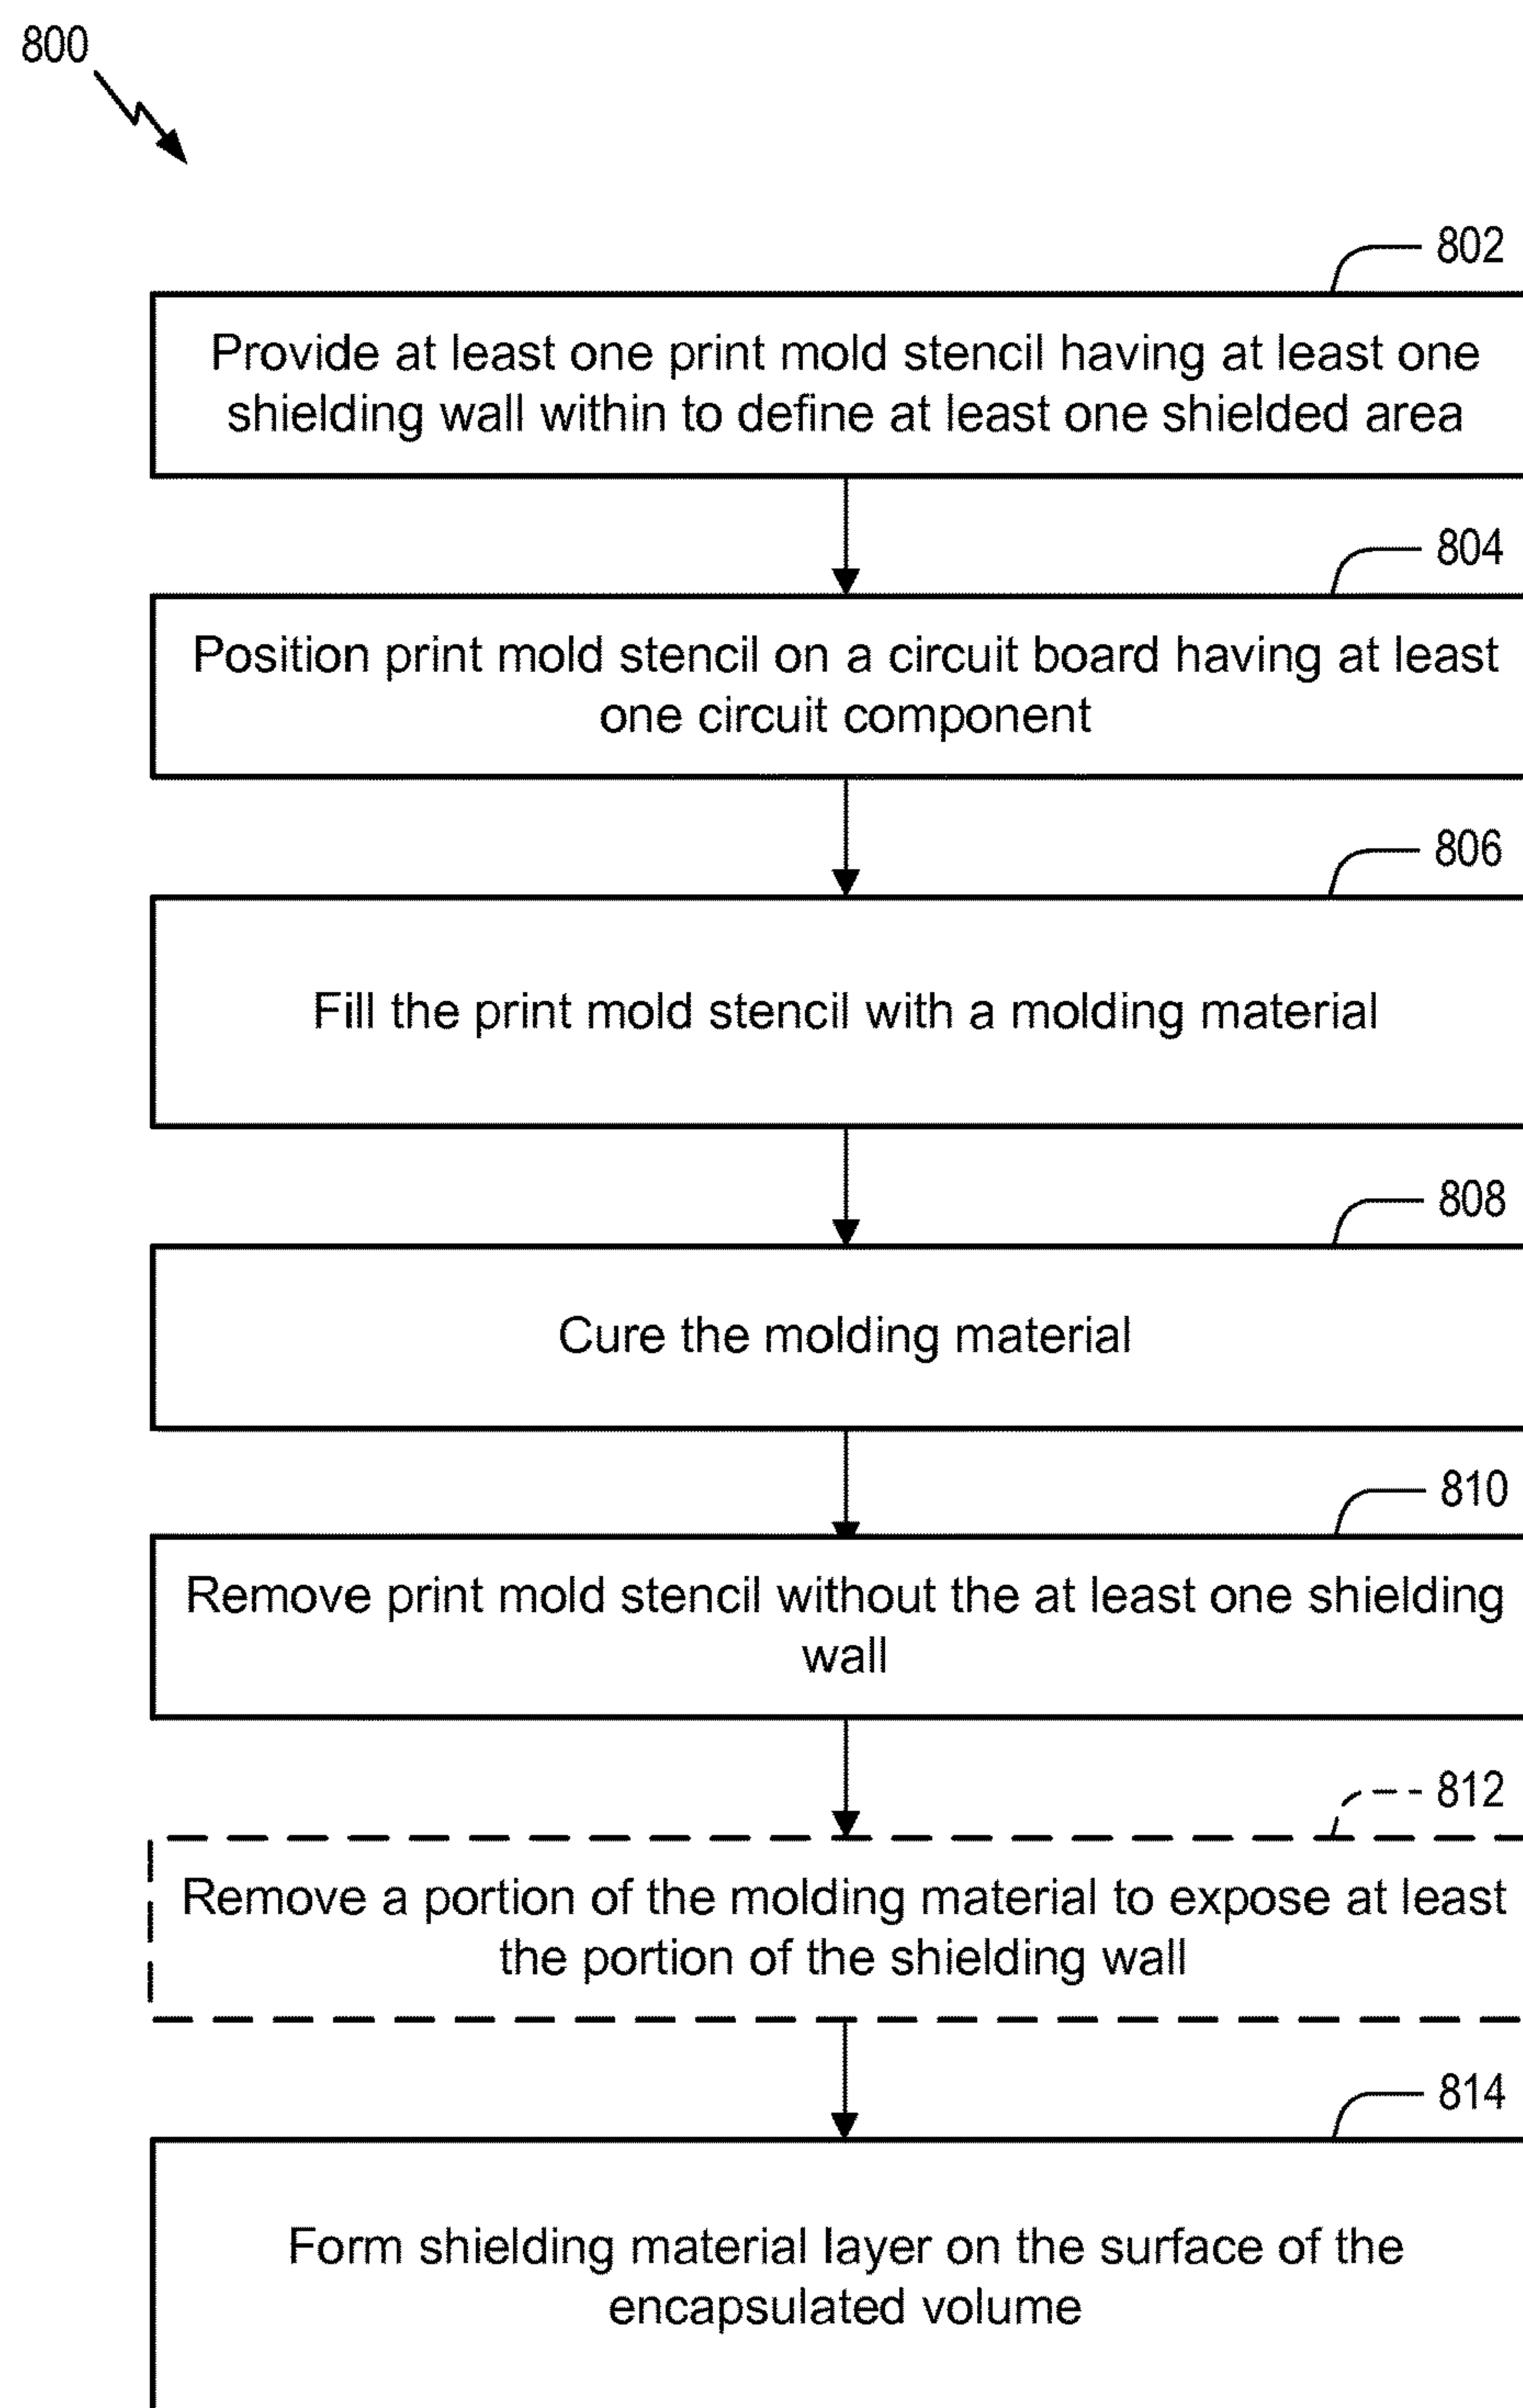 800
802
Provide at least one print mold stencil having at least one
shielding wall within to define at least one shielded area
804
Position print mold stencil on a circuit board having at least
one circuit component
806
Fill the print mold stencil with a molding material
808
Cure the molding material
810
Remove print mold stencil without the at least one shielding
wall
812
Remove a portion of the molding material to expose at least
the portion of the shielding wall
814
Form shielding material layer on the surface of the
encapsulated volume